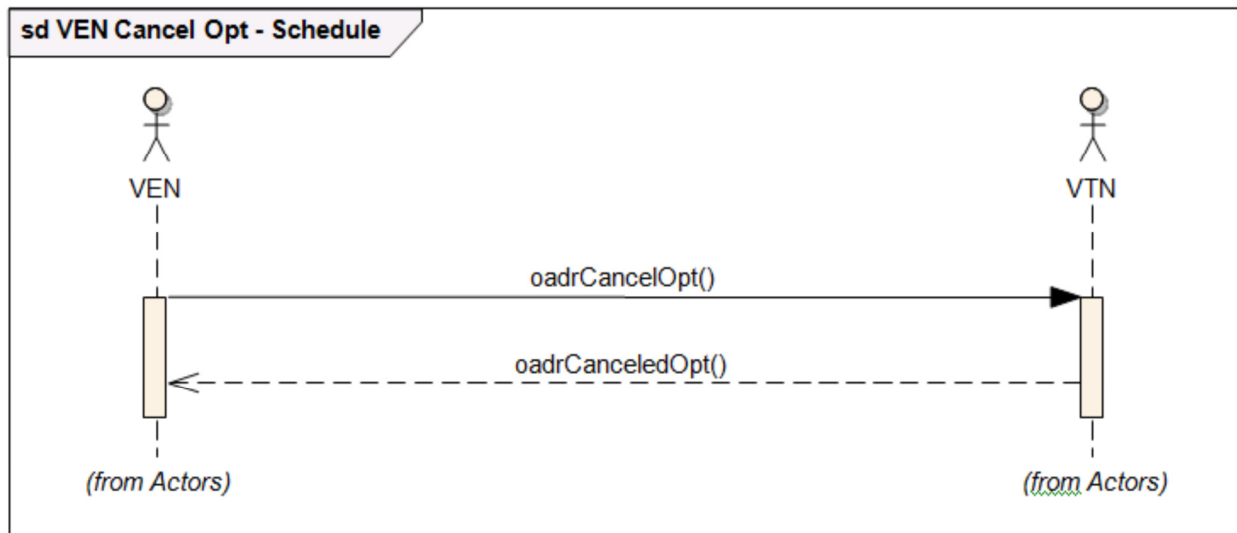 sd VEN Cancel Opt - Schedule
VEN
VTN
oadrCancelOpt()
oadrCanceledOpt()
(from Actors)
(from Actors)